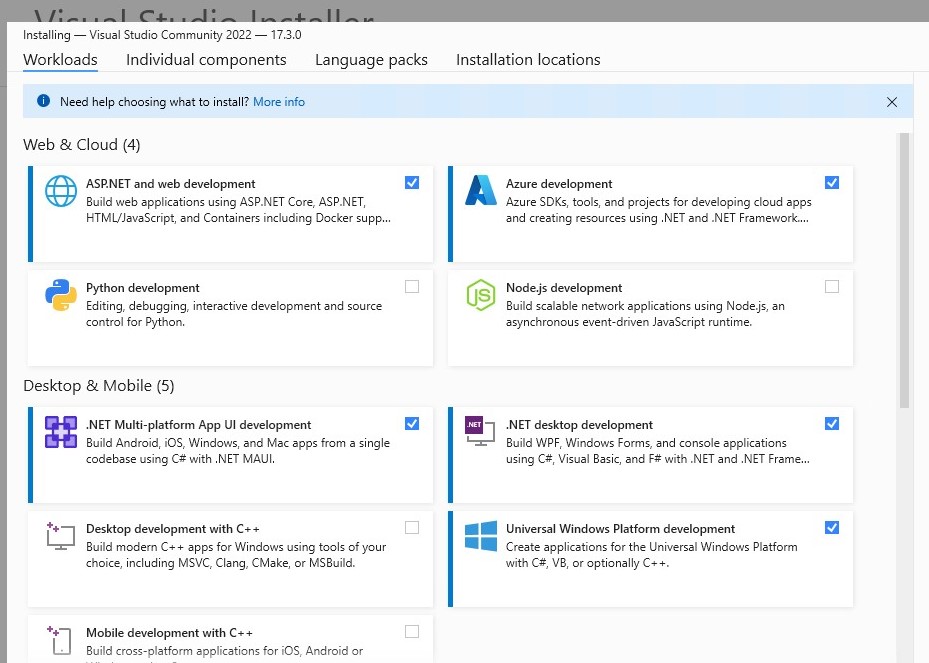 Visual Studio Installer
Installing — Visual Studio Community 2022 — 17.3.0
Workloads Individual components Language packs Installation locations
Need help choosing what to install? More info
Web & Cloud (4)
ASP.NET and web development
Build web applications using ASP.NET Core, ASP.NET,
HTML/JavaScript, and Containers including Docker supp...
Azure development
Azure SDKs, tools, and projects for developing cloud apps
and creating resources using .NET and .NET Framework....
Python development
Editing, debugging, interactive development and source
control for Python.
JS
Node.js development
Build scalable network applications using Node.js, an
asynchronous event-driven JavaScript runtime.
Desktop & Mobile (5)
.NET Multi-platform App UI development
Build Android, iOS, Windows, and Mac apps from a single
codebase using C# with .NET MAUI.
.NET
.NET desktop development
Build WPF, Windows Forms, and console applications
using C#, Visual Basic, and F# with .NET and .NET Frame...
Desktop development with C++
Build modern C++ apps for Windows using tools of your
choice, including MSVC, Clang, CMake, or MSBuild.
Universal Windows Platform development
Create applications for the Universal Windows Platform
with C#, VB, or optionally C++.
Mobile development with C++
Build cross-platform applications for iOS, Android or